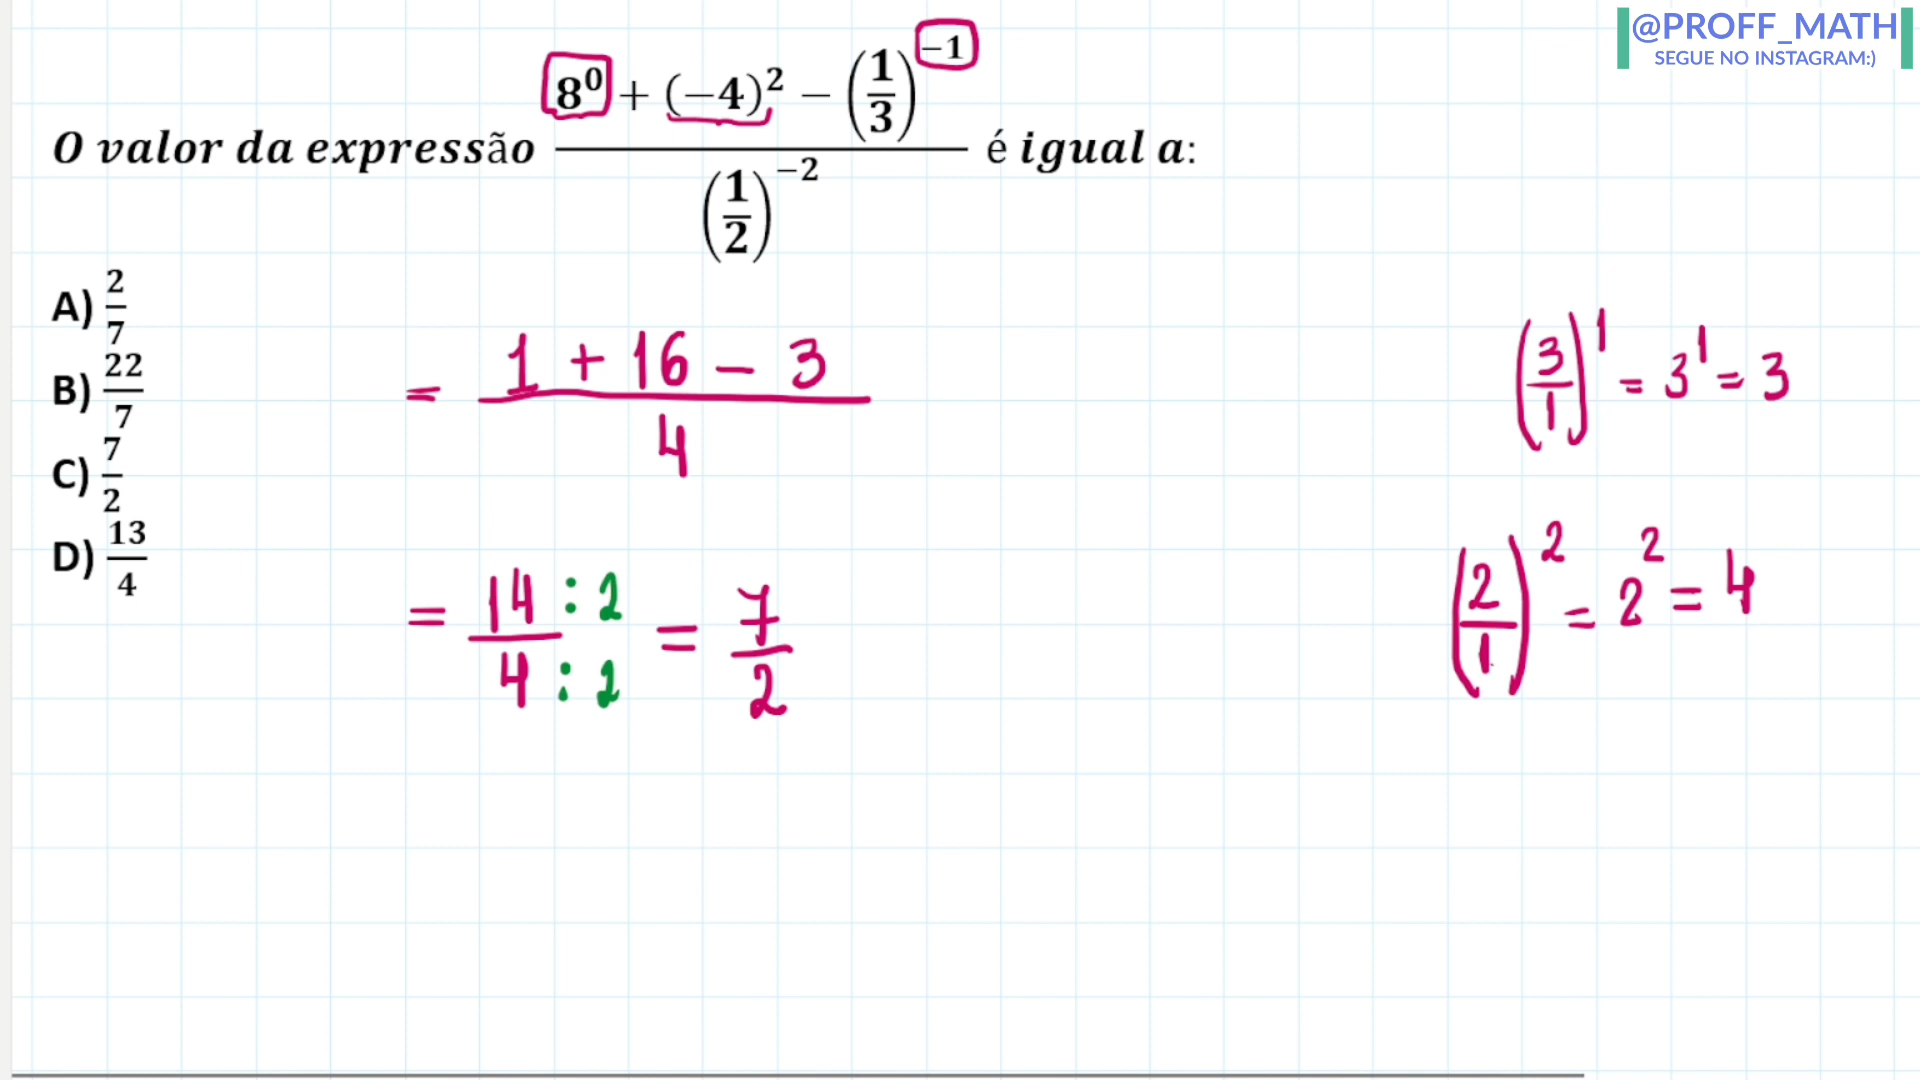 @PROFF_MATH
SEGUE NO INSTAGRAM:)
O valor da expressão (8⁰ + (−4)² − (1/3)⁻¹) / (1/2)⁻² é igual a:
A) 2/7
B) 22/7
C) 7/2
D) 13/4
= (1 + 16 − 3) / 4
= 14 : 2 / 4 : 2 = 7/2
(3/1)¹ = 3¹ = 3
(2/1)² = 2² = 4